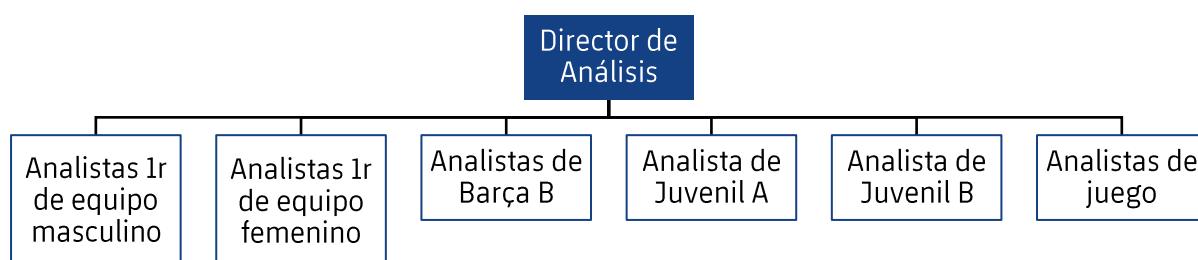 Director de
Análisis
Analistas 1r
de equipo
masculino
Analistas 1r
de equipo
femenino
Analistas de
Barça B
Analista de
Juvenil A
Analista de
Juvenil B
Analistas de
juego